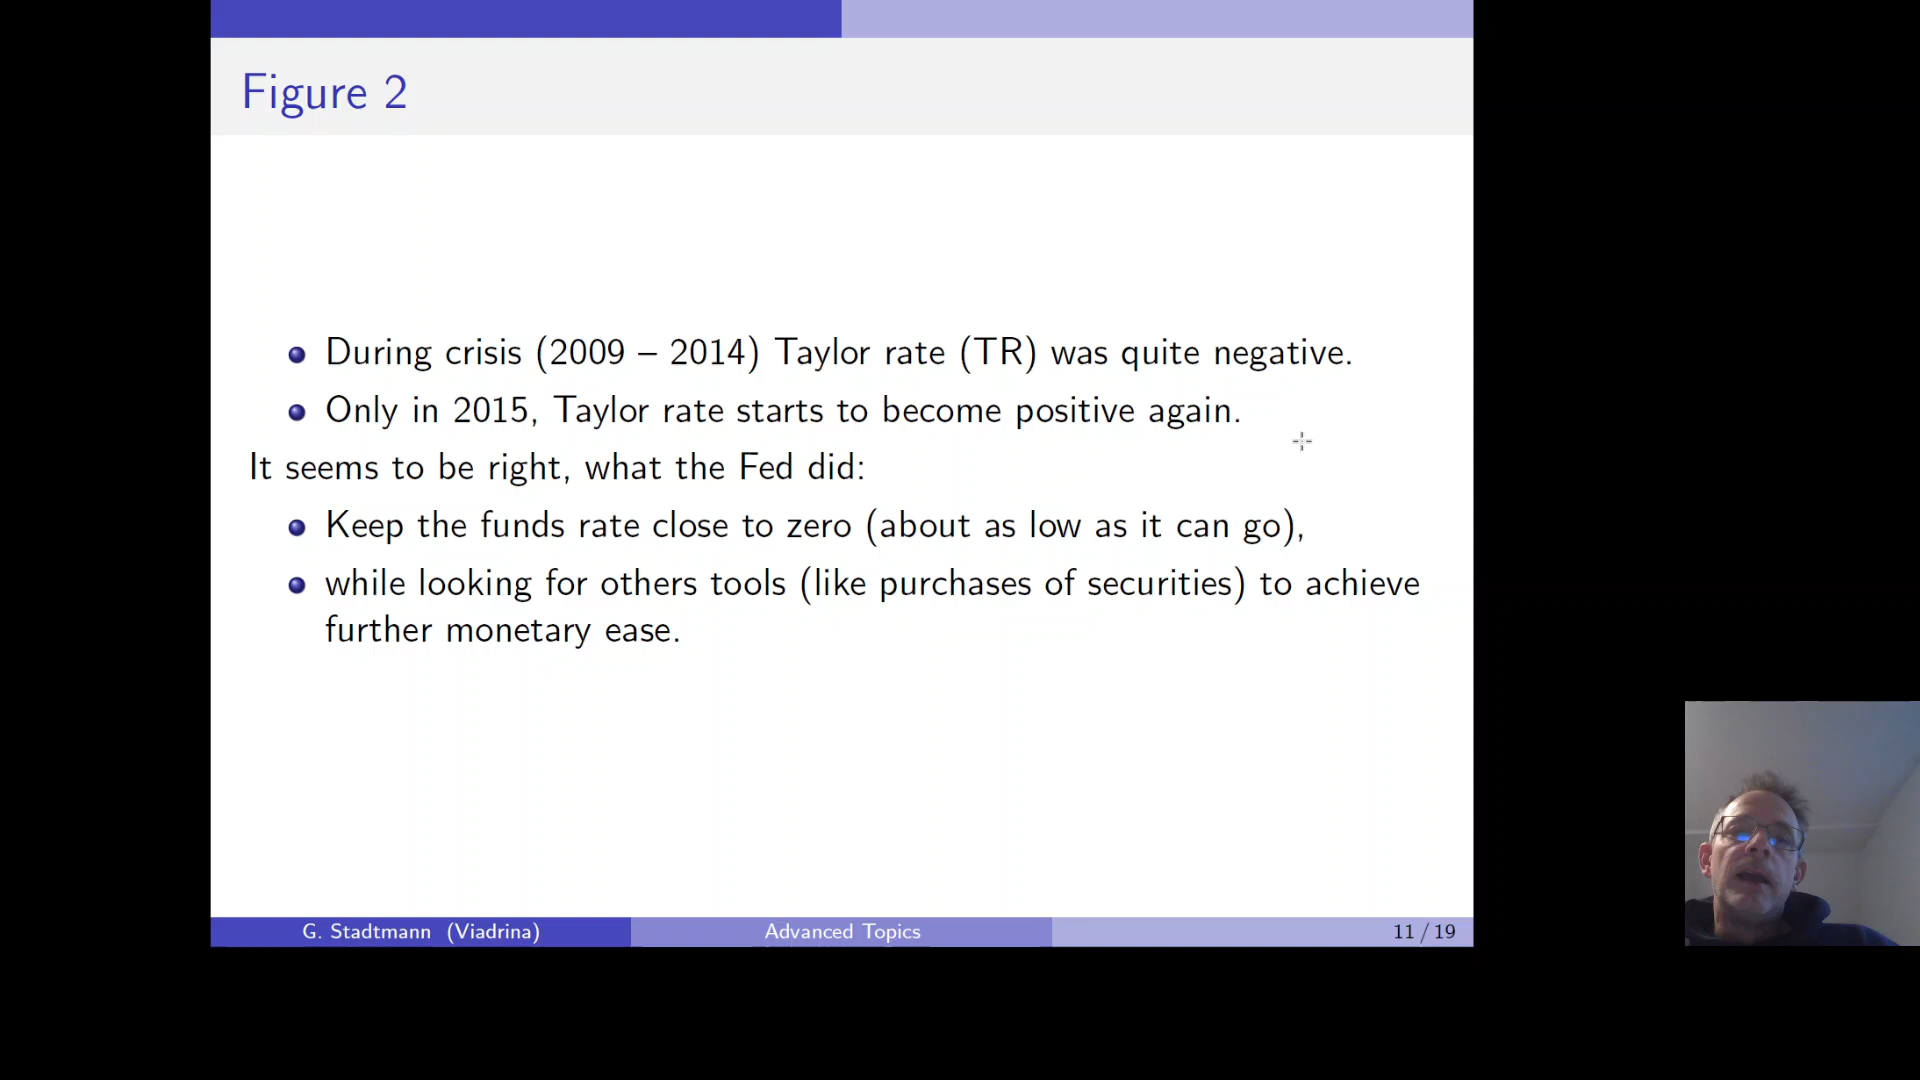 Figure 2
During crisis (2009 – 2014) Taylor rate (TR) was quite negative.
Only in 2015, Taylor rate starts to become positive again.
It seems to be right, what the Fed did:
Keep the funds rate close to zero (about as low as it can go),
while looking for others tools (like purchases of securities) to achieve
further monetary ease.
G. Stadtmann (Viadrina)
Advanced Topics
11 / 19